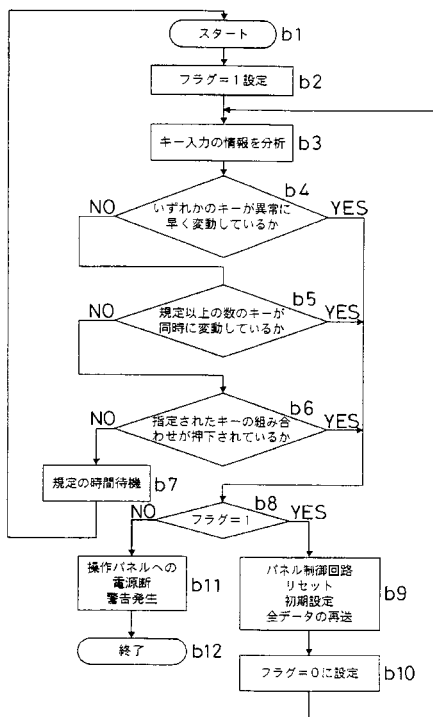 スタート
b1
フラグ=1設定
b2
キー入力の情報を分析
b3
b4
NO
YES
いずれかのキーが異常に
早く変動しているか
b5
NO
YES
規定以上の数のキーが
同時に変動しているか
b6
NO
YES
指定されたキーの組み合
わせが押下されているか
規定の時間待機
b7
b8
NO
YES
フラグ=1
操作パネルへの
電源断
警告発生
b11
パネル制御回路
リセット
初期設定
全データの再送
b9
終了
b12
フラグ=0に設定
b10